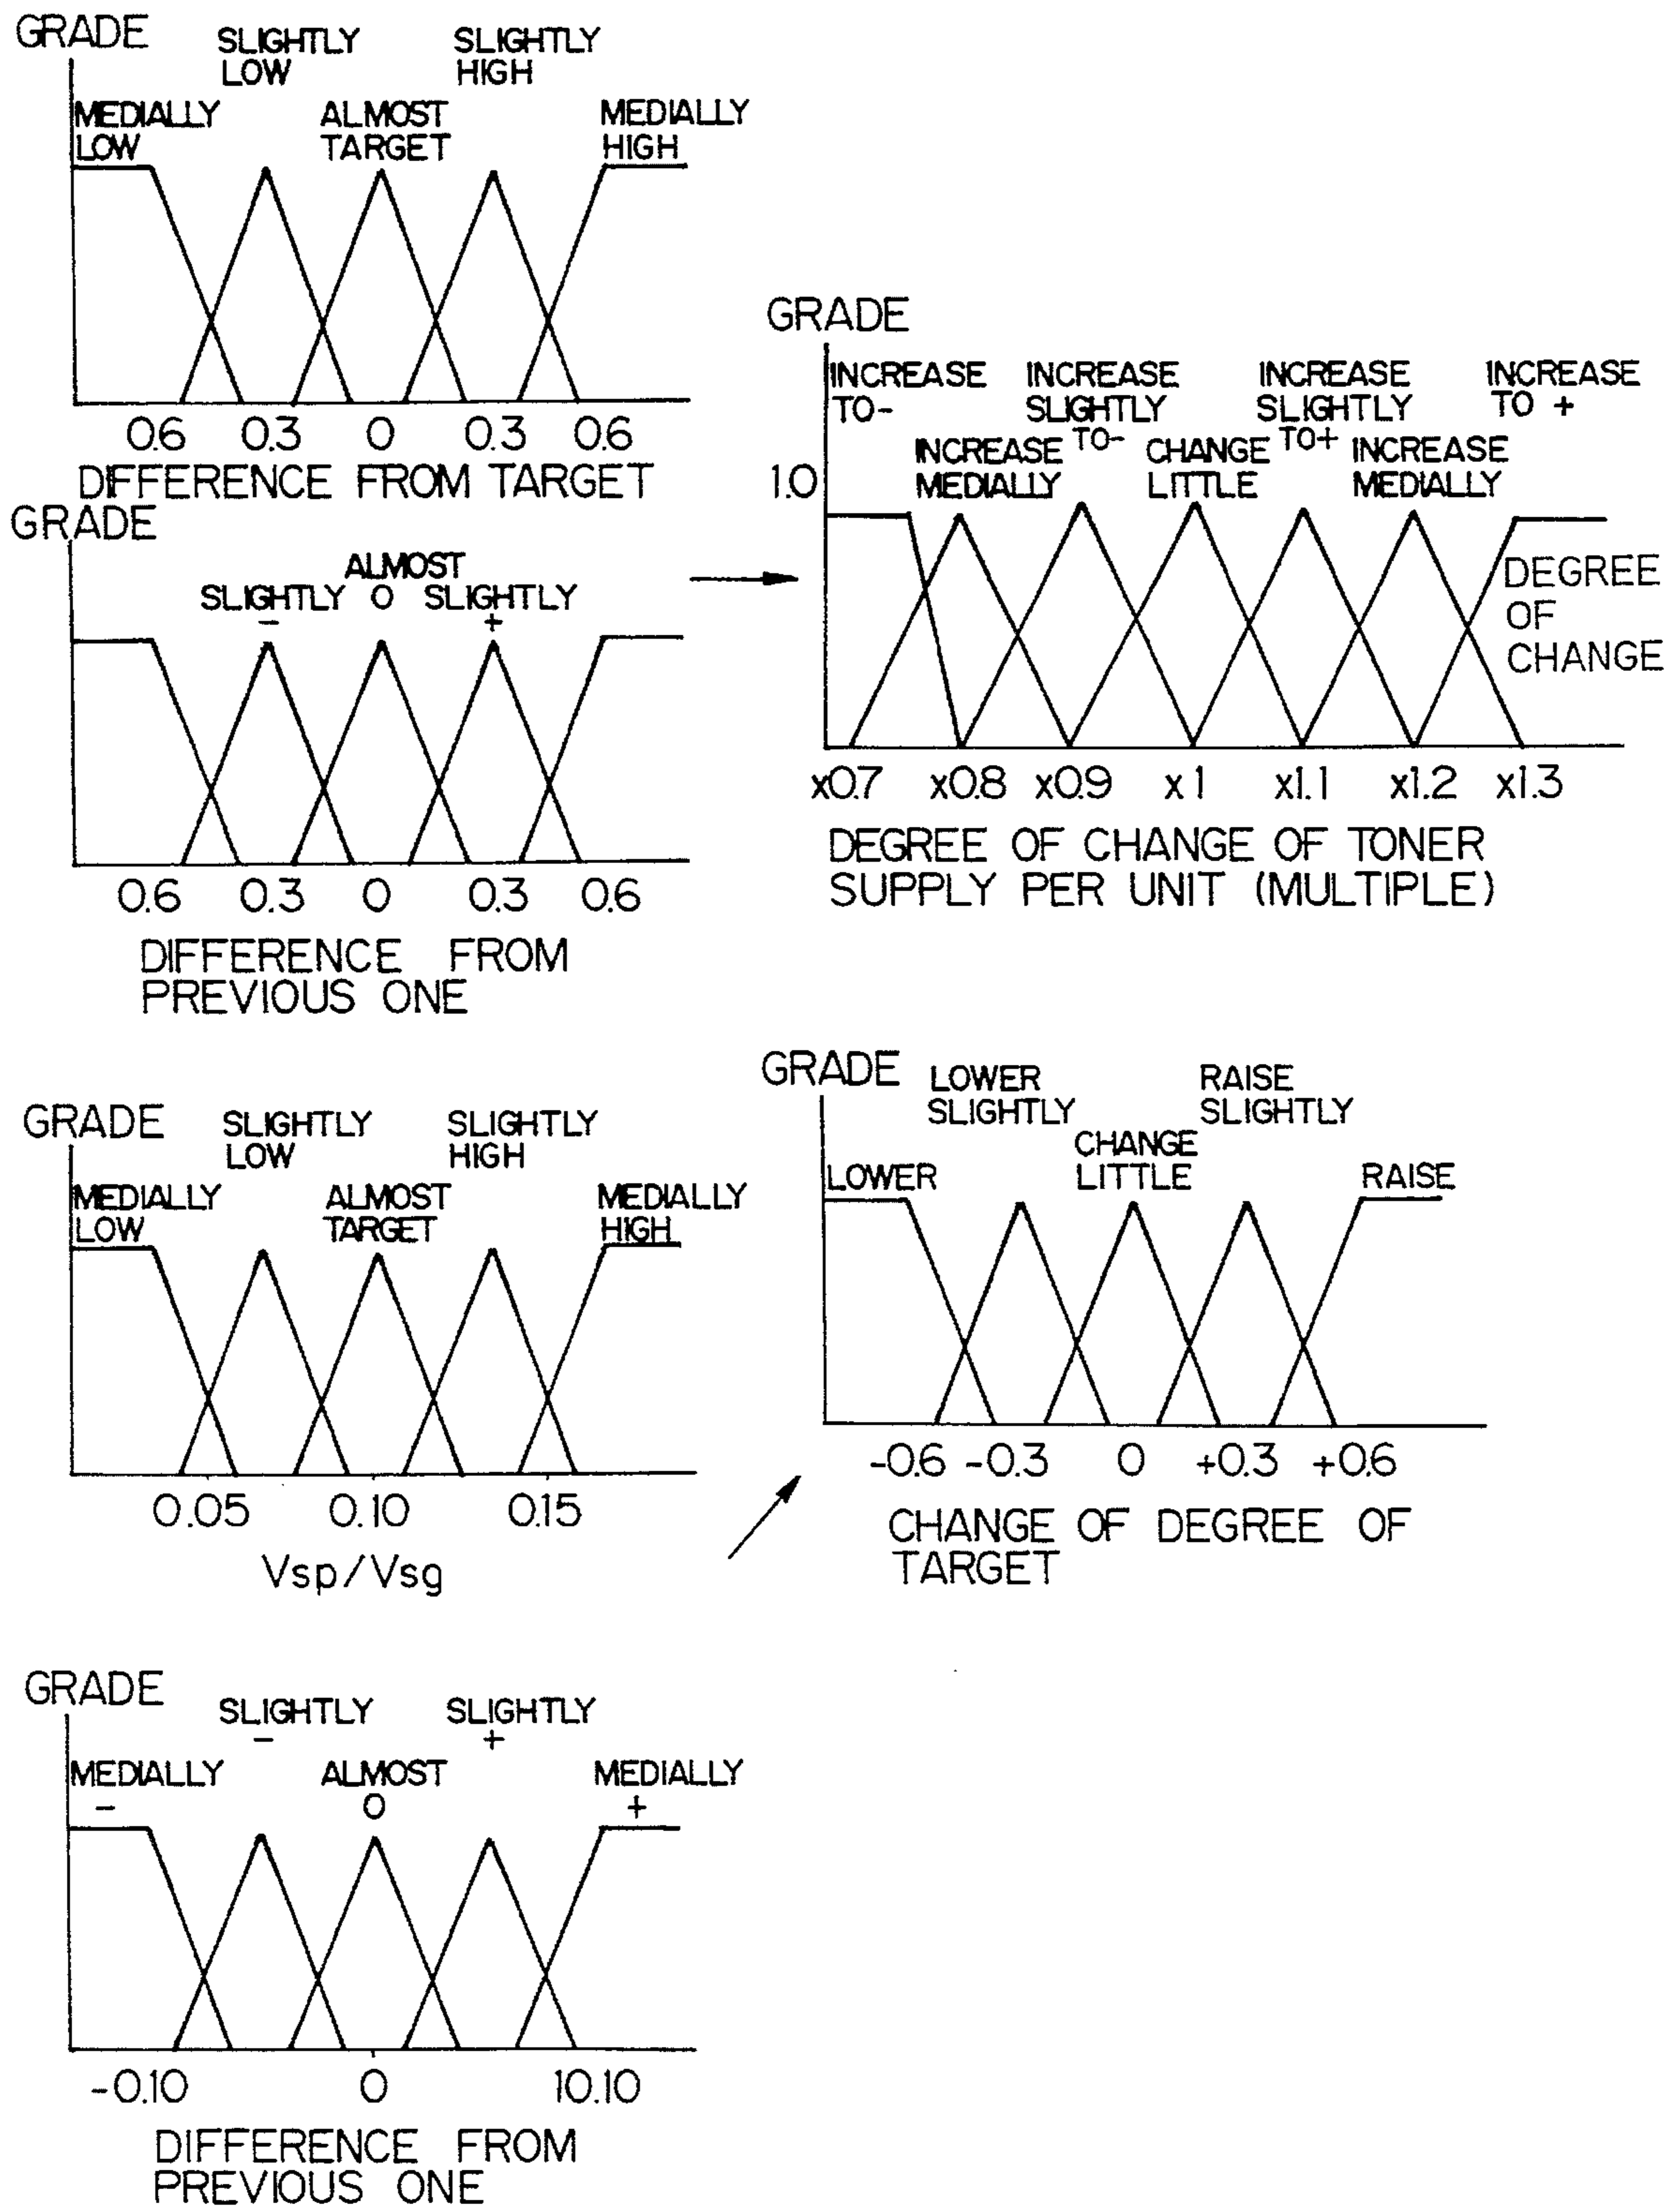 GRADE
SLIGHTLY
LOW
SLIGHTLY
HIGH
MEDIALLY
LOW
ALMOST
TARGET
MEDIALLY
HIGH
0.6 0.3 0 0.3 0.6
DIFFERENCE FROM TARGET
GRADE
ALMOST
SLIGHTLY O SLIGHTLY
− +
0.6 0.3 0 0.3 0.6
DIFFERENCE FROM
PREVIOUS ONE
GRADE
INCREASE
TO-
INCREASE
SLIGHTLY
TO-
INCREASE
SLIGHTLY
TO+
INCREASE
TO +
INCREASE
MEDIALLY
CHANGE
LITTLE
INCREASE
MEDIALLY
1.0
DEGREE
OF
CHANGE
x0.7 x0.8 x0.9 x1 x1.1 x1.2 x1.3
DEGREE OF CHANGE OF TONER
SUPPLY PER UNIT (MULTIPLE)
GRADE
SLIGHTLY
LOW
SLIGHTLY
HIGH
MEDIALLY
LOW
ALMOST
TARGET
MEDIALLY
HIGH
0.05 0.10 0.15
Vsp/Vsg
GRADE
LOWER
SLIGHTLY
RAISE
SLIGHTLY
CHANGE
LITTLE
LOWER
RAISE
-0.6 -0.3 0 +0.3 +0.6
CHANGE OF DEGREE OF
TARGET
GRADE
SLIGHTLY
−
SLIGHTLY
+
MEDIALLY
−
ALMOST
O
MEDIALLY
+
-0.10 0 10.10
DIFFERENCE FROM
PREVIOUS ONE